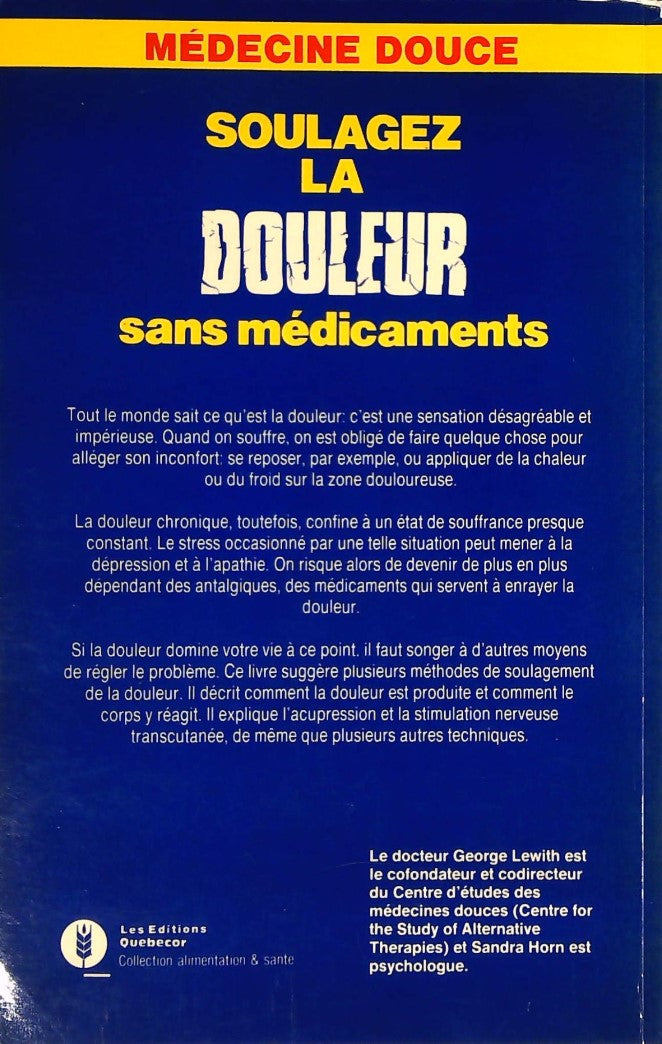 MÉDECINE DOUCE
SOULAGEZ
LA
DOULEUR
sans médicaments
Tout le monde sait ce qu'est la douleur: c'est une sensation désagréable et
impérieuse. Quand on souffre, on est obligé de faire quelque chose pour
alléger son inconfort: se reposer, par exemple, ou appliquer de la chaleur
ou du froid sur la zone douloureuse.
La douleur chronique, toutefois, confine à un état de souffrance presque
constant. Le stress occasionné par une telle situation peut mener à la
dépression et à l'apathie. On risque alors de devenir de plus en plus
dépendant des antalgiques, des médicaments qui servent à enrayer la
douleur.
Si la douleur domine votre vie à ce point, il faut songer à d'autres moyens
de régler le problème. Ce livre suggère plusieurs méthodes de soulagement
de la douleur. Il décrit comment la douleur est produite et comment le
corps y réagit. Il explique l'acupression et la stimulation nerveuse
transcutanée, de même que plusieurs autres techniques.
Le docteur George Lewith est
le cofondateur et codirecteur
du Centre d'études des
médecines douces (Centre for
the Study of Alternative
Therapies) et Sandra Horn est
psychologue.
Les Editions
Quebecor
Collection alimentation & santé